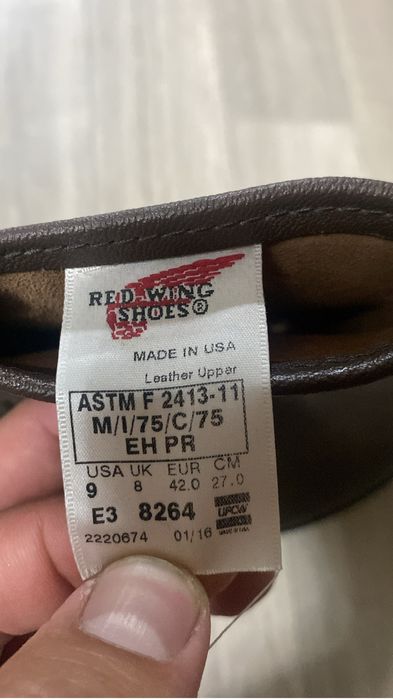 RED WING
SHOES®
MADE IN USA
Leather Upper
ASTM F 2413-11
M/I/75/C/75
EH PR
USA UK EUR CM
9 8 42.0 27.0
E3 8264 UFCW
2220674 01/16